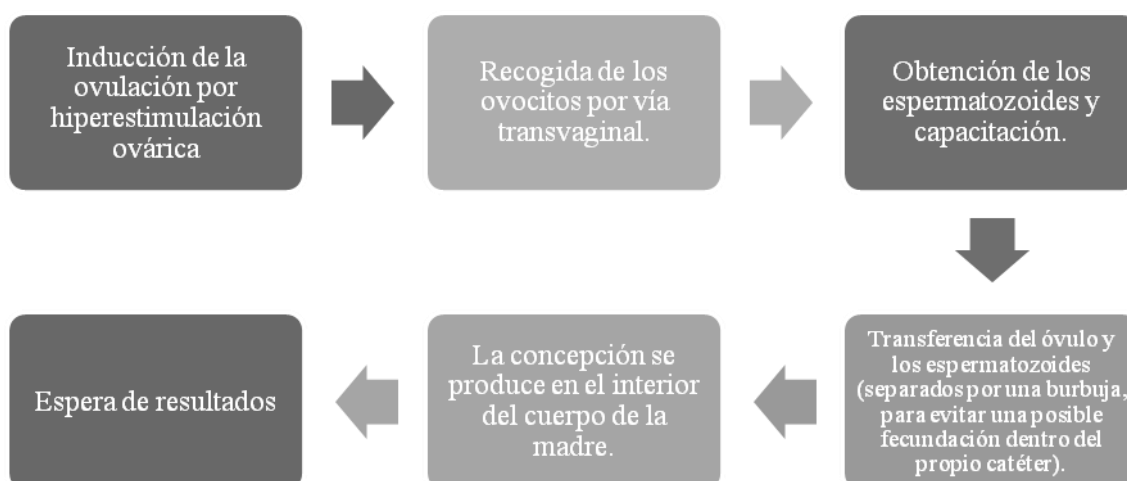 Inducción de la
ovulación por
hiperestimulación
ovárica
Recogida de los
ovocitos por vía
transvaginal.
Obtención de los
espermatozoides y
capacitación.
Transferencia del óvulo y
los espermatozoides
(separados por una burbuja,
para evitar una posible
fecundación dentro del
propio catéter).
La concepción se
produce en el interior
del cuerpo de la
madre.
Espera de resultados